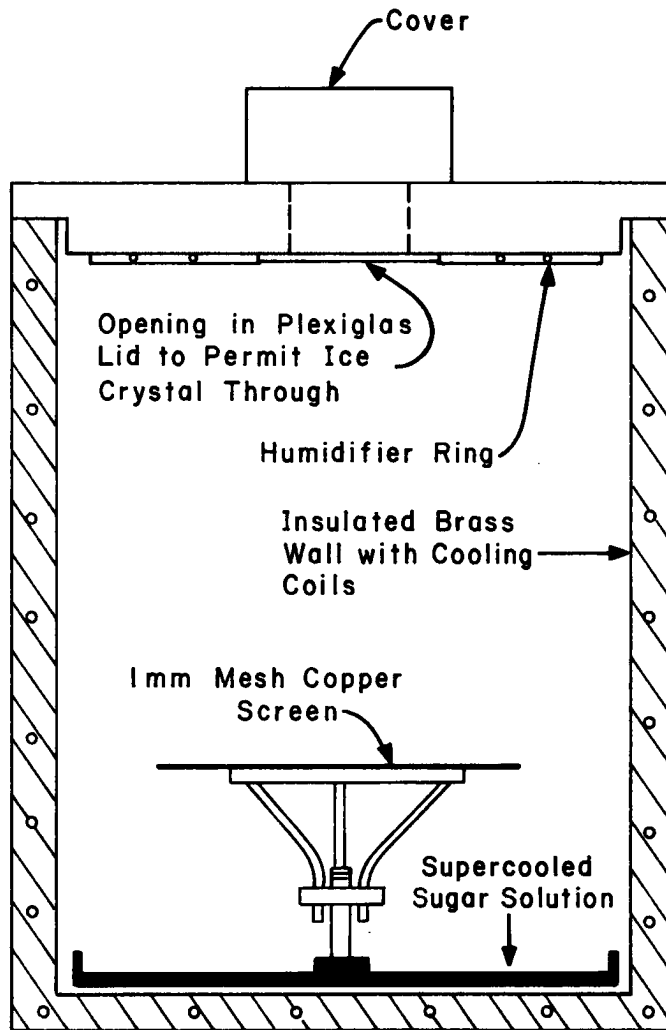 Cover
Opening in Plexiglas
Lid to Permit Ice
Crystal Through
Humidifier Ring
Insulated Brass
Wall with Cooling
Coils
1mm Mesh Copper
Screen
Supercooled
Sugar Solution